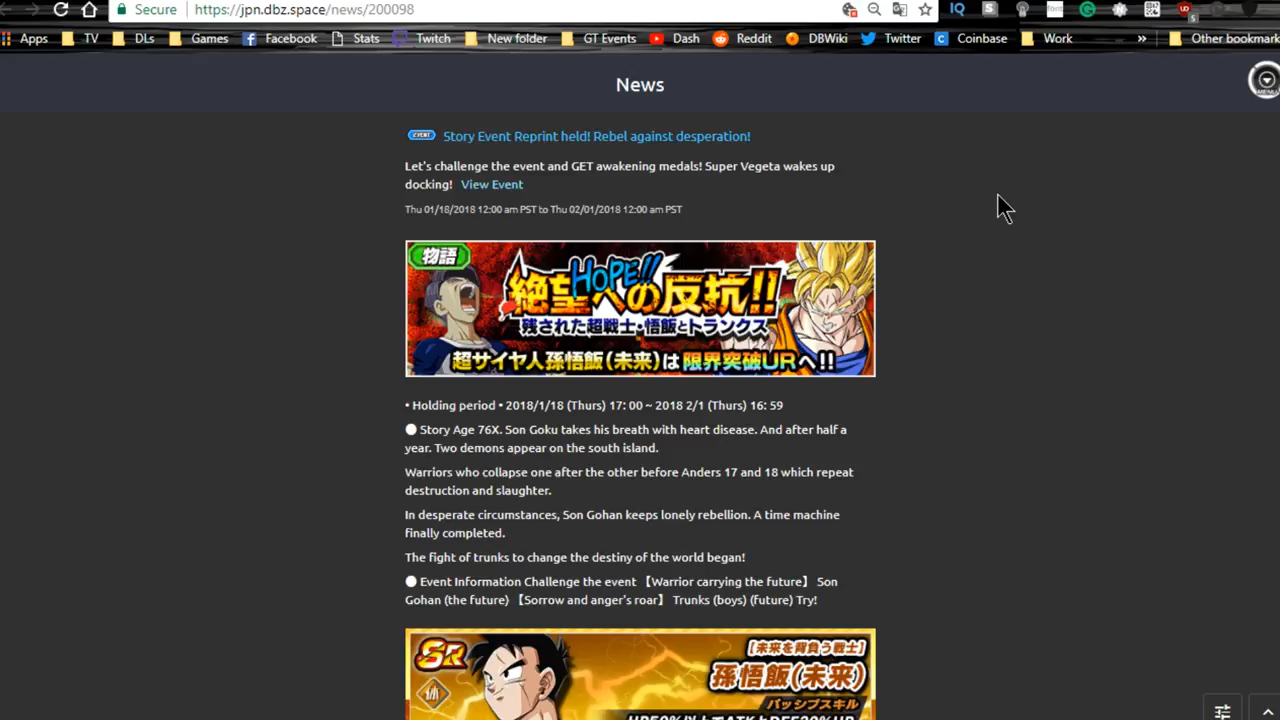 Secure https://jpn.dbz.space/news/200098
Apps TV DLs Games Facebook Stats Twitch New folder GT Events Dash Reddit DBWiki Twitter Coinbase Work » Other bookmark
News
MENU
EVENT Story Event Reprint held! Rebel against desperation!
Let's challenge the event and GET awakening medals! Super Vegeta wakes up
docking! View Event
Thu 01/18/2018 12:00 am PST to Thu 02/01/2018 12:00 am PST
物語
HOPE!!
絶望への反抗!!
残された超戦士・悟飯とトランクス
超サイヤ人孫悟飯(未来)は限界突破URへ!!
• Holding period • 2018/1/18 (Thurs) 17: 00 ~ 2018 2/1 (Thurs) 16: 59
● Story Age 76X. Son Goku takes his breath with heart disease. And after half a
year. Two demons appear on the south island.
Warriors who collapse one after the other before Anders 17 and 18 which repeat
destruction and slaughter.
In desperate circumstances, Son Gohan keeps lonely rebellion. A time machine
finally completed.
The fight of trunks to change the destiny of the world began!
● Event Information Challenge the event 【Warrior carrying the future】 Son
Gohan (the future) 【Sorrow and anger's roar】 Trunks (boys) (future) Try!
SR
[未来を背負う戦士]
孫悟飯(未来)
体
パッシブスキル